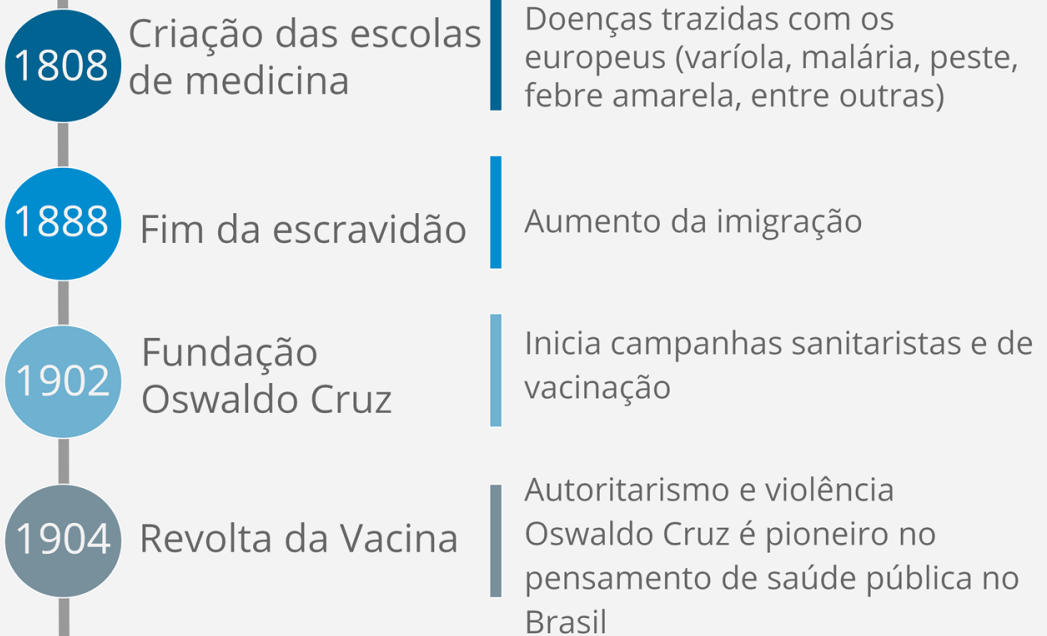 1808
Criação das escolas
de medicina
Doenças trazidas com os
europeus (varíola, malária, peste,
febre amarela, entre outras)
1888
Fim da escravidão
Aumento da imigração
1902
Fundação
Oswaldo Cruz
Inicia campanhas sanitaristas e de
vacinação
1904
Revolta da Vacina
Autoritarismo e violência
Oswaldo Cruz é pioneiro no
pensamento de saúde pública no
Brasil